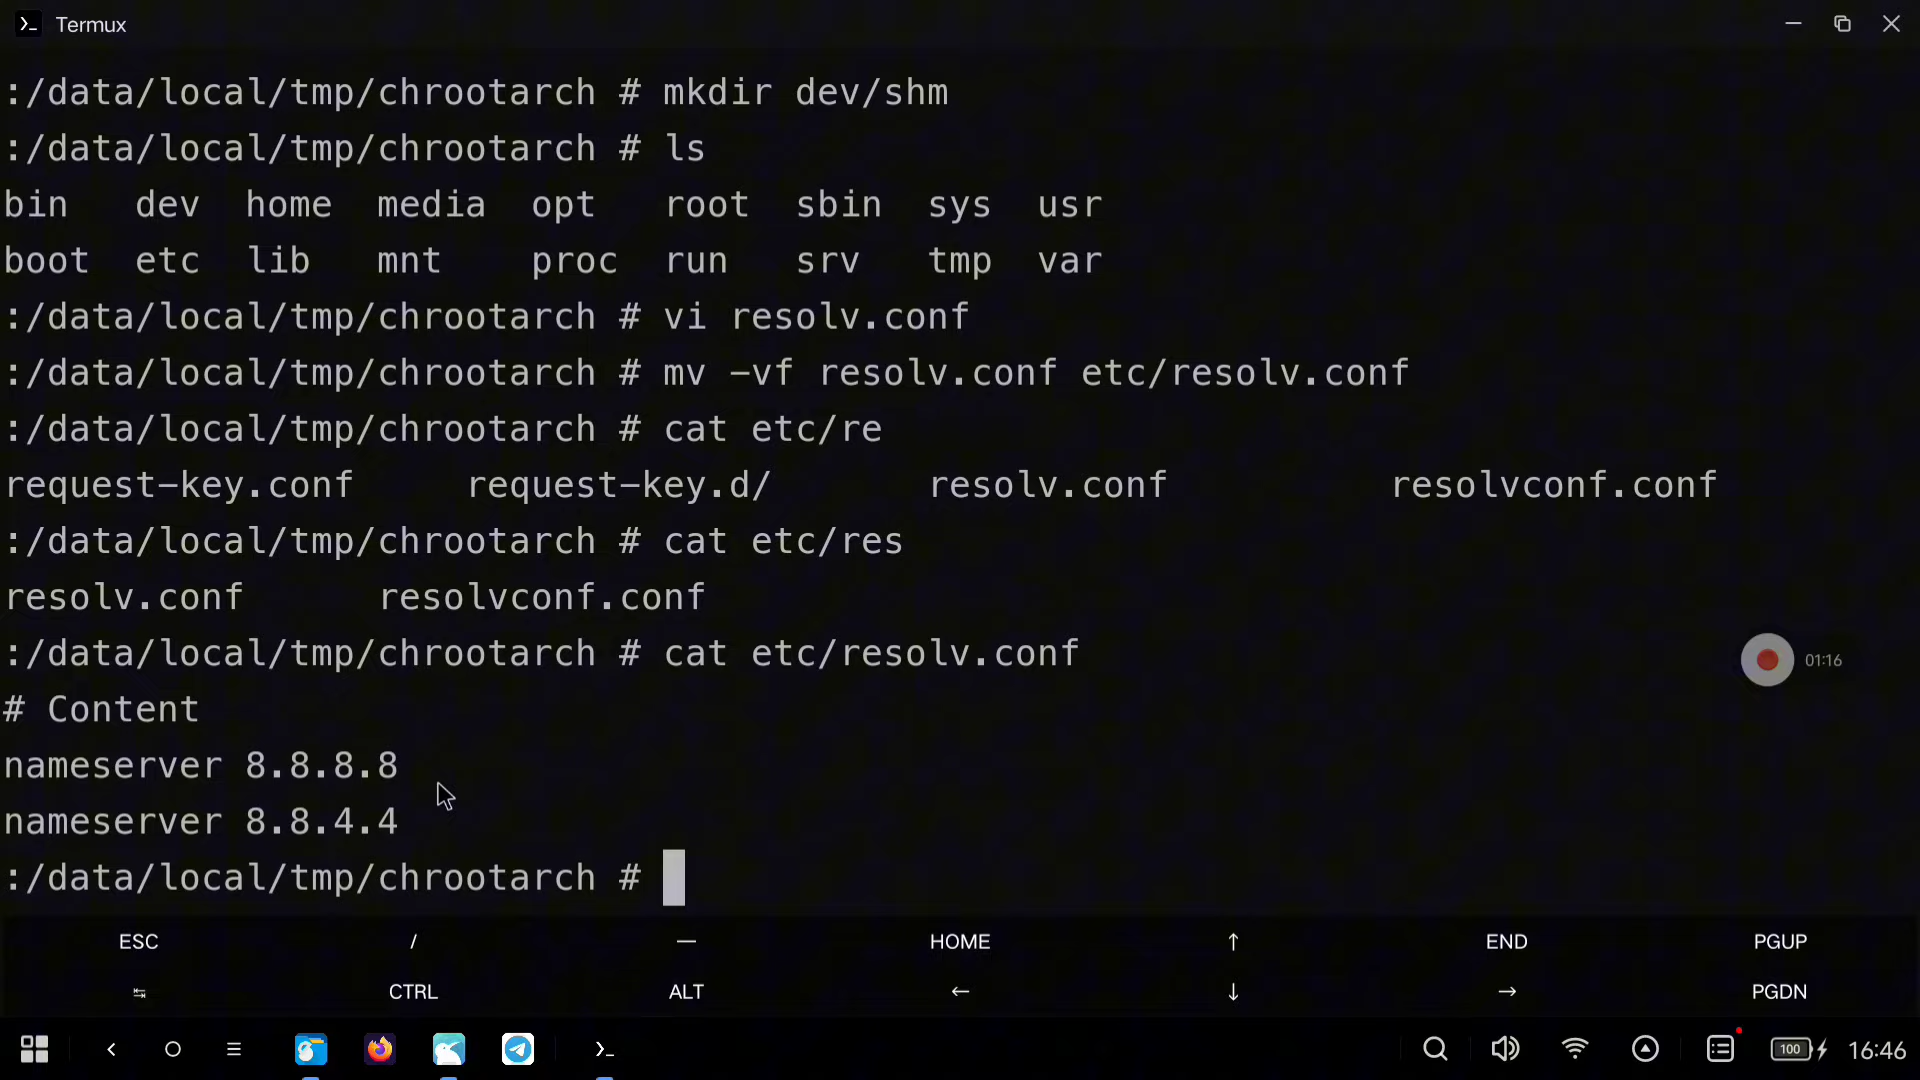 Termux
:/data/local/tmp/chrootarch # mkdir dev/shm
:/data/local/tmp/chrootarch # ls
bin dev home media opt root sbin sys usr
boot etc lib mnt proc run srv tmp var
:/data/local/tmp/chrootarch # vi resolv.conf
:/data/local/tmp/chrootarch # mv -vf resolv.conf etc/resolv.conf
:/data/local/tmp/chrootarch # cat etc/re
request-key.conf request-key.d/ resolv.conf resolvconf.conf
:/data/local/tmp/chrootarch # cat etc/res
resolv.conf resolvconf.conf
:/data/local/tmp/chrootarch # cat etc/resolv.conf
01:16
# Content
nameserver 8.8.8.8
nameserver 8.8.4.4
:/data/local/tmp/chrootarch #
ESC / — HOME ↑ END PGUP
↹ CTRL ALT ← ↓ → PGDN
100 16:46